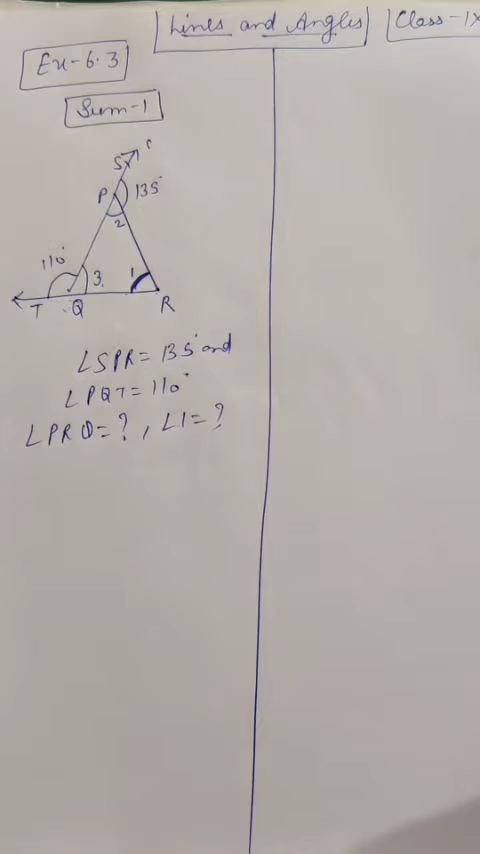 Lines and Angles
Class-IX
Ex-6.3
Sum-1
S
P
135°
2
110°
3.
1
T
Q
R
∠SPR = 135° and
∠PQT = 110°
∠PRQ = ? , ∠1 = ?